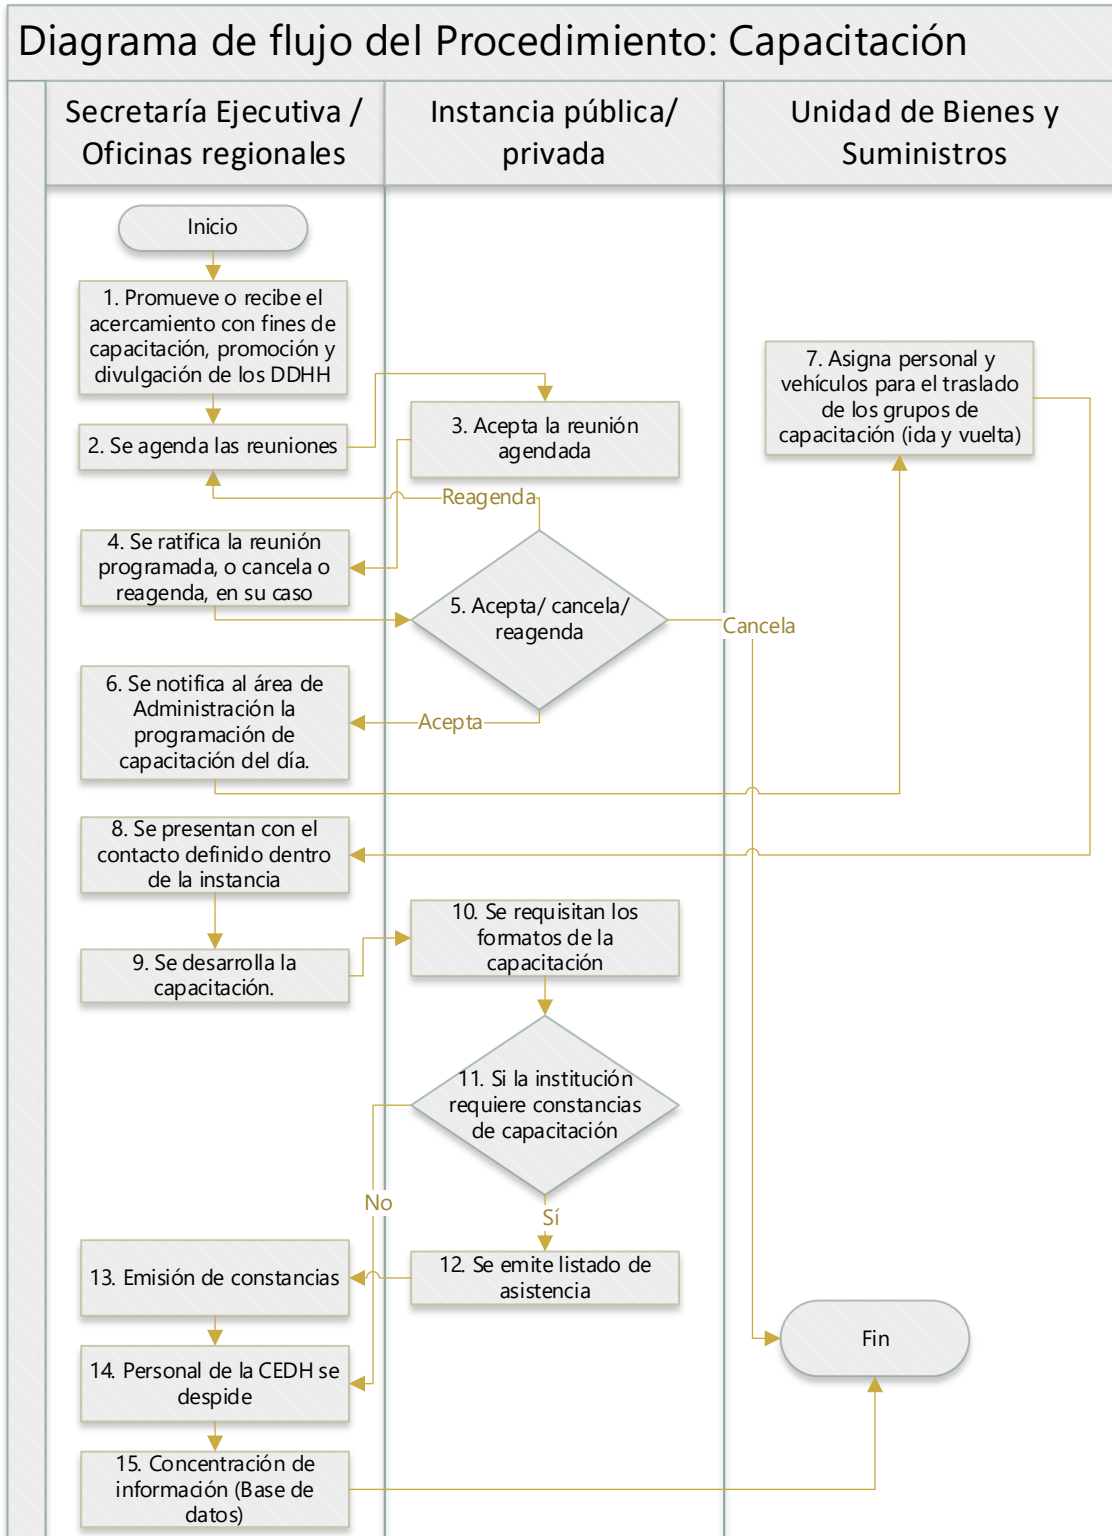 Diagrama de flujo del Procedimiento: Capacitación
Secretaría Ejecutiva /
Oficinas regionales
Instancia pública/
privada
Unidad de Bienes y
Suministros
Inicio
1. Promueve o recibe el
acercamiento con fines de
capacitación, promoción y
divulgación de los DDHH
2. Se agenda las reuniones
3. Acepta la reunión
agendada
Reagenda
4. Se ratifica la reunión
programada, o cancela o
reagenda, en su caso
5. Acepta/ cancela/
reagenda
Cancela
Acepta
6. Se notifica al área de
Administración la
programación de
capacitación del día.
7. Asigna personal y
vehículos para el traslado
de los grupos de
capacitación (ida y vuelta)
8. Se presentan con el
contacto definido dentro
de la instancia
9. Se desarrolla la
capacitación.
10. Se requisitan los
formatos de la
capacitación
11. Si la institución
requiere constancias
de capacitación
No
Sí
12. Se emite listado de
asistencia
13. Emisión de constancias
14. Personal de la CEDH se
despide
15. Concentración de
información (Base de
datos)
Fin